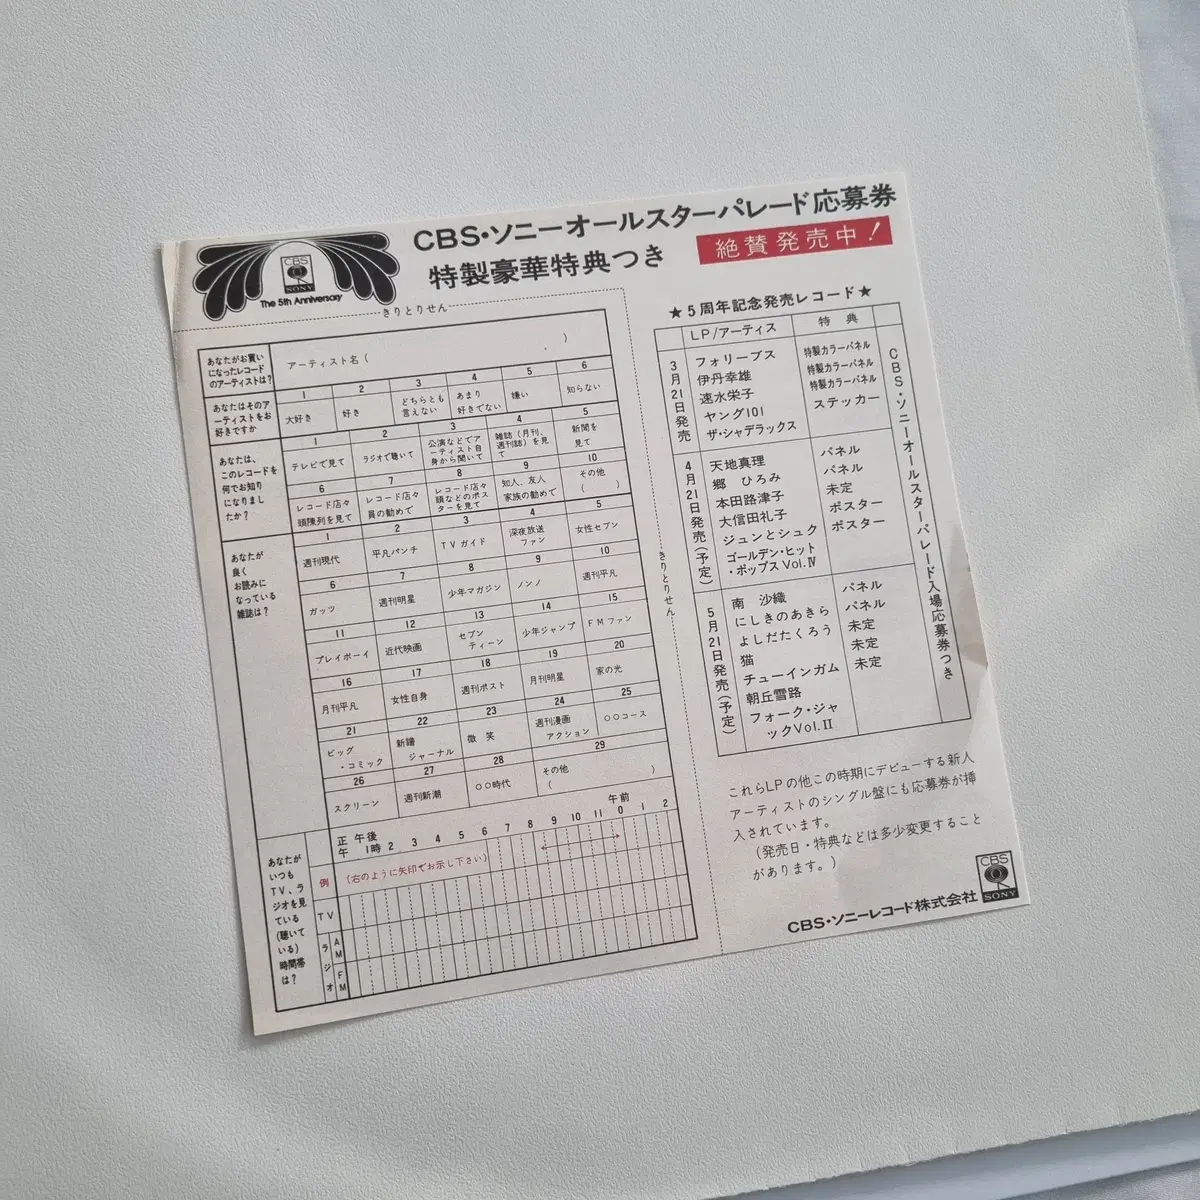 CBS・ソニーオールスターパレード応募券
特製豪華特典つき
絶賛発売中！
CBS
SONY
The 5th Anniversary
きりとりせん
あなたがお買い
になったレコード
のアーティストは？
アーティスト名（　　　）
あなたはそのア
ーティストをお
好きですか
1 大好き
2 好き
3 どちらとも言えない
4 あまり好きでない
5 嫌い
6 知らない
あなたは、
このレコードを
何でお知り
になりまし
たか？
1 テレビで見て
2 ラジオで聴いて
3 公演などでアーティスト自身から聞いて
4 雑誌（月刊、週刊誌）を見て
5 新聞を見て
6 レコード店々頭陳列を見て
7 レコード店々員の勧めで
8 レコード店々頭などのポスターを見て
9 知人、友人家族の勧めで
10 その他（　　）
あなたが
良く
お読みに
なっている
雑誌は？
1 週刊現代
2 平凡パンチ
3 TVガイド
4 深夜放送ファン
5 女性セブン
6 ガッツ
7 週刊明星
8 少年マガジン
9 ノンノ
10 週刊平凡
11 プレイボーイ
12 近代映画
13 セブンティーン
14 少年ジャンプ
15 FMファン
16 月刊平凡
17 女性自身
18 週刊ポスト
19 月刊明星
20 家の光
21 ビッグ・コミック
22 新譜ジャーナル
23 微笑
24 週刊漫画アクション
25 ○○コース
26 スクリーン
27 週刊新潮
28 ○○時代
29 その他（　　　）
あなたが
いつも
TV、ラ
ジオを見
ている
（聴いて
いる）
時間帯
は？
正午 午後1時 2 3 4 5 6 7 8 9 10 11 午前0 1 2
例（右のように矢印でお示し下さい）
TV
ラジオ
AM
FM
きりとりせん
★5周年記念発売レコード★
LP/アーティス
特典
3月21日発売
フォーリーブス 特製カラーパネル
伊丹幸雄 特製カラーパネル
速水栄子 特製カラーパネル
ヤング101 ステッカー
ザ・シャデラックス
4月21日発売（予定）
天地真理 パネル
郷　ひろみ パネル
本田路津子 未定
大信田礼子 ポスター
ジュンとシュク ポスター
ゴールデン・ヒット
・ポップスVol.Ⅳ
5月21日発売（予定）
南　沙織 パネル
にしきのあきら パネル
よしだたくろう 未定
猫 未定
チューインガム 未定
朝丘雪路
フォーク・ジャ
ックVol.Ⅱ
CBS・ソニーオールスターパレード入場応募券つき
これらLPの他この時期にデビューする新人
アーティストのシングル盤にも応募券が挿
入されています。
（発売日・特典などは多少変更すること
があります。）
CBS・ソニーレコード株式会社
CBS
SONY